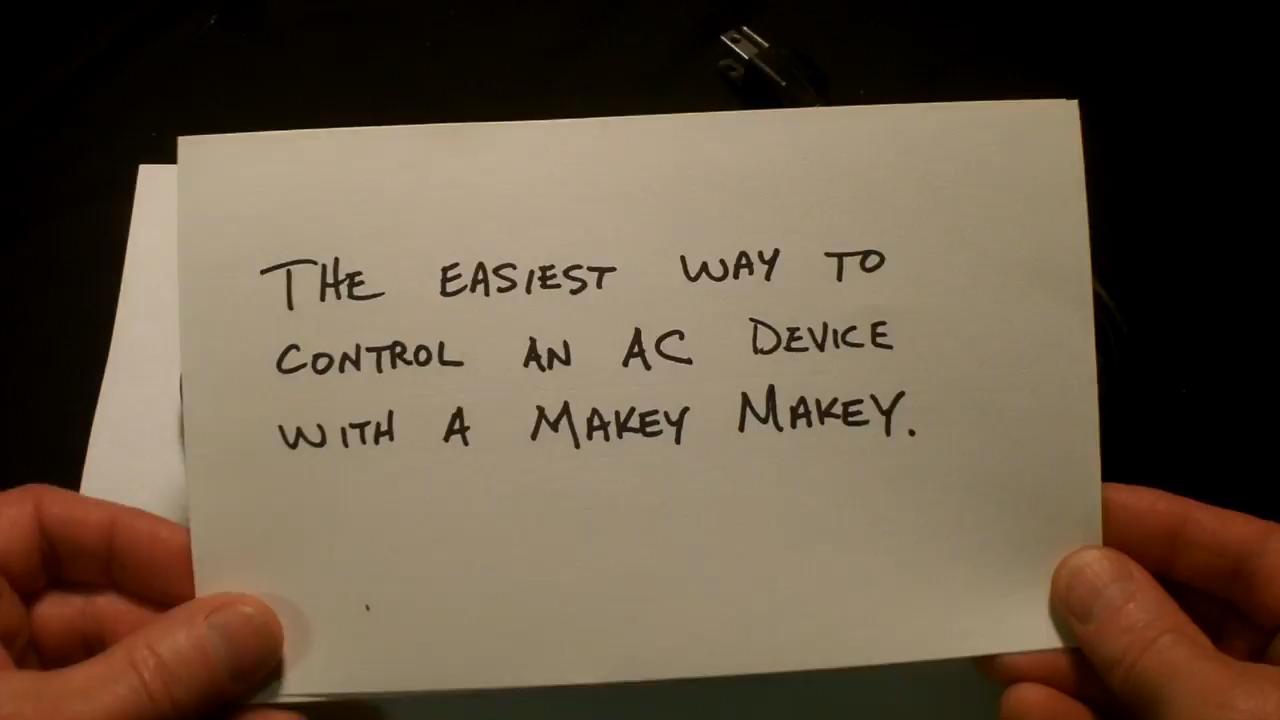 THE EASIEST WAY TO
CONTROL AN AC DEVICE
WITH A MAKEY MAKEY.